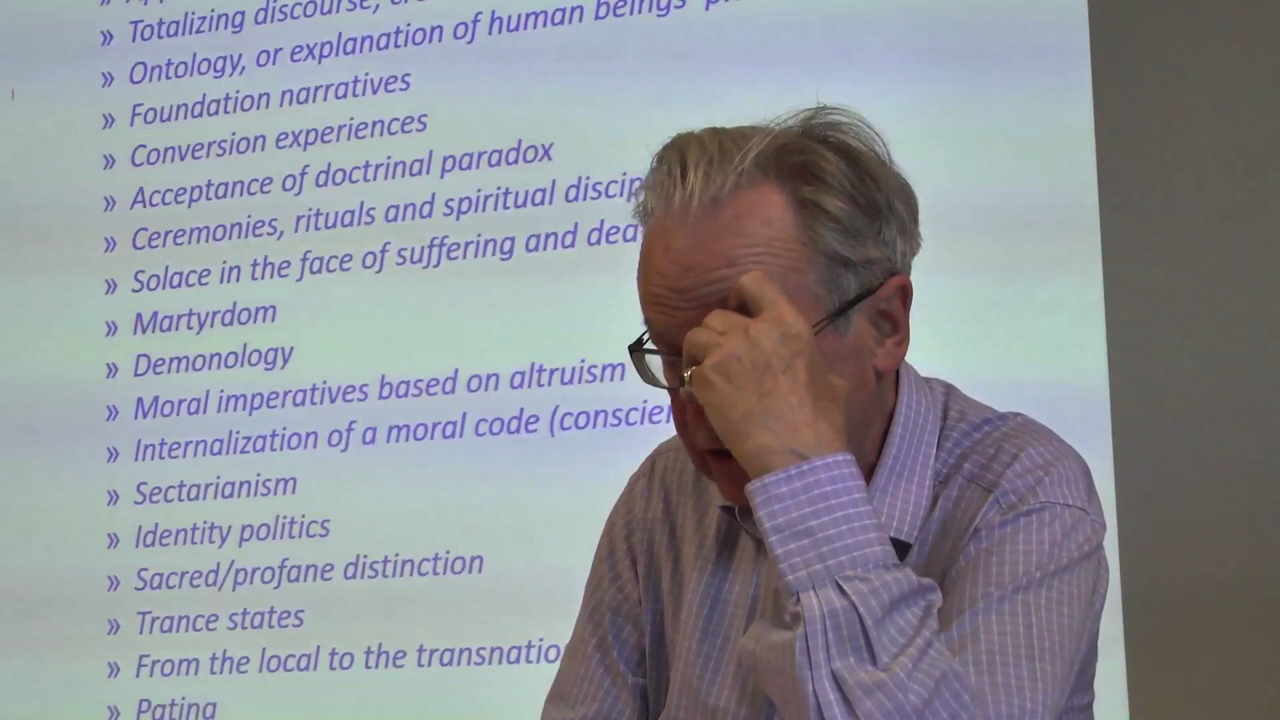 » Totalizing discourse,
» Ontology, or explanation of human beings'
» Foundation narratives
» Conversion experiences
» Acceptance of doctrinal paradox
» Ceremonies, rituals and spiritual discip
» Solace in the face of suffering and dea
» Martyrdom
» Demonology
» Moral imperatives based on altruism
» Internalization of a moral code (conscien
» Sectarianism
» Identity politics
» Sacred/profane distinction
» Trance states
» From the local to the transnatio
» Patina